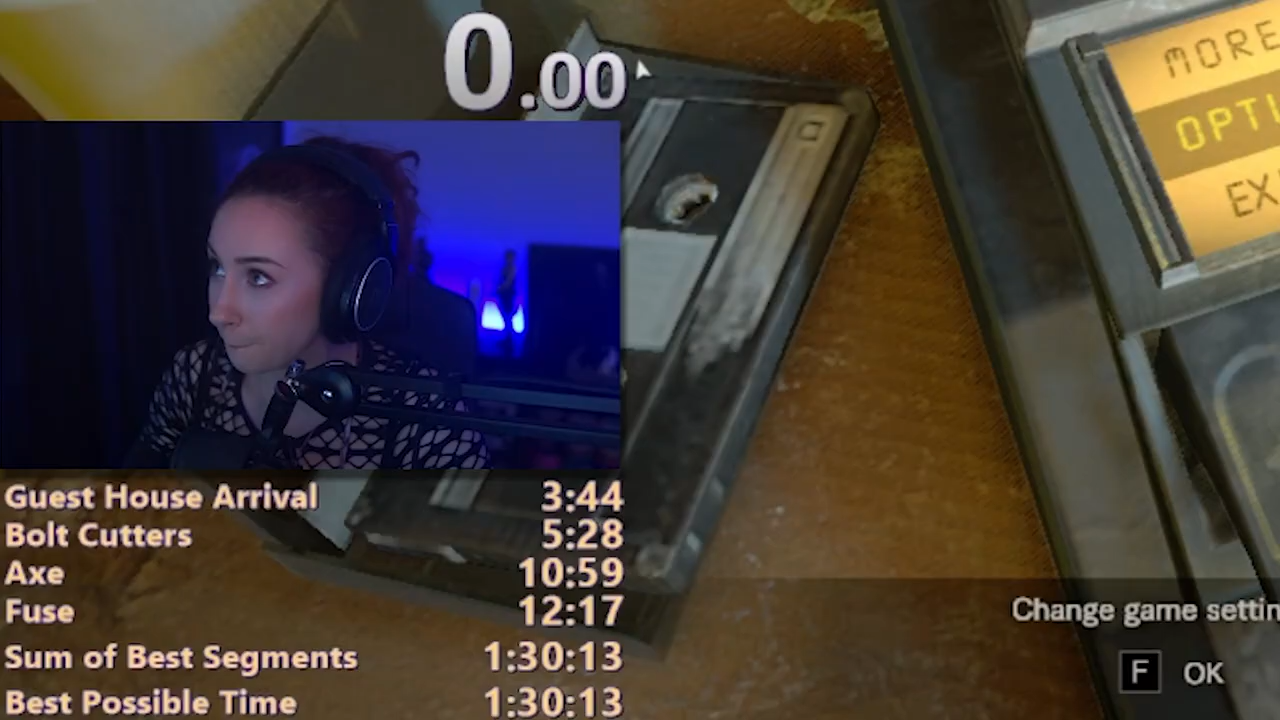 0.00
MORE
OPTI
EX
Guest House Arrival 3:44
Bolt Cutters 5:28
Axe 10:59
Fuse 12:17
Sum of Best Segments 1:30:13
Best Possible Time 1:30:13
Change game settin
F OK